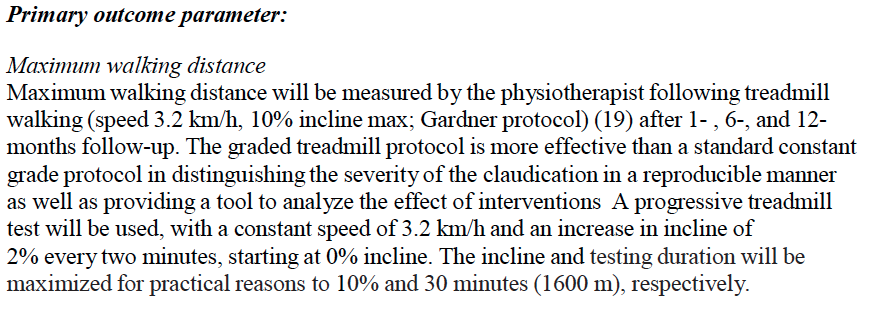 Primary outcome parameter:
Maximum walking distance
Maximum walking distance will be measured by the physiotherapist following treadmill
walking (speed 3.2 km/h, 10% incline max; Gardner protocol) (19) after 1- , 6-, and 12-
months follow-up. The graded treadmill protocol is more effective than a standard constant
grade protocol in distinguishing the severity of the claudication in a reproducible manner
as well as providing a tool to analyze the effect of interventions  A progressive treadmill
test will be used, with a constant speed of 3.2 km/h and an increase in incline of
2% every two minutes, starting at 0% incline. The incline and testing duration will be
maximized for practical reasons to 10% and 30 minutes (1600 m), respectively.